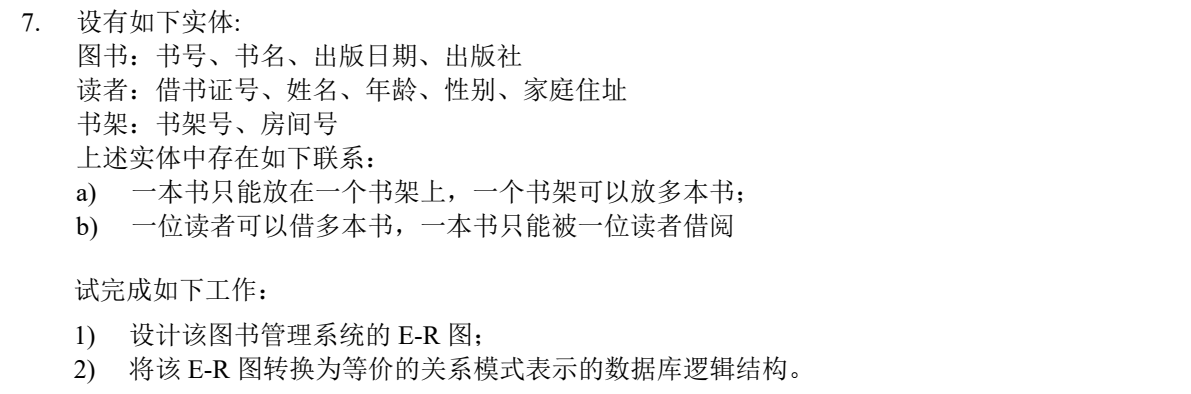 7. 设有如下实体:
图书：书号、书名、出版日期、出版社
读者：借书证号、姓名、年龄、性别、家庭住址
书架：书架号、房间号
上述实体中存在如下联系：
a) 一本书只能放在一个书架上，一个书架可以放多本书；
b) 一位读者可以借多本书，一本书只能被一位读者借阅
试完成如下工作：
1) 设计该图书管理系统的 E-R 图；
2) 将该 E-R 图转换为等价的关系模式表示的数据库逻辑结构。